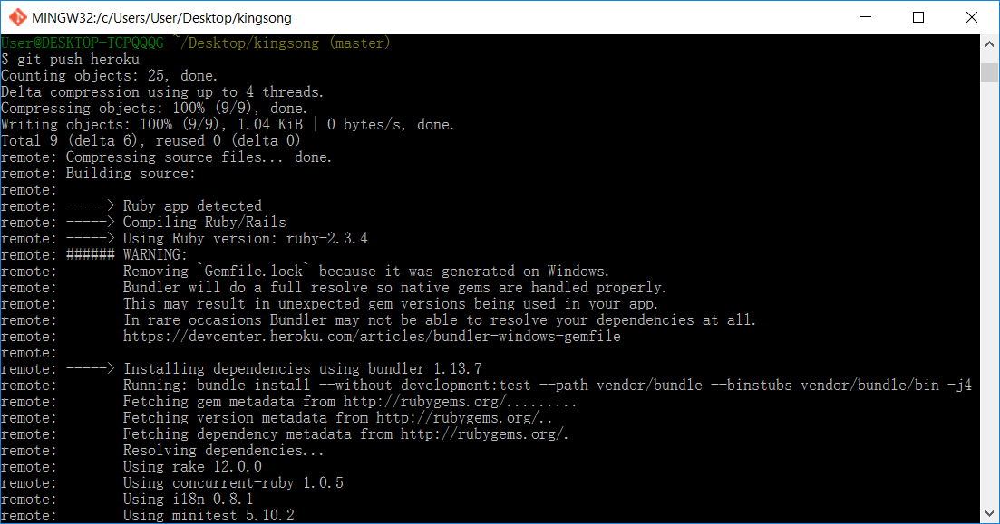 MINGW32:/c/Users/User/Desktop/kingsong
User@DESKTOP-TCPQQQG ~/Desktop/kingsong (master)
$ git push heroku
Counting objects: 25, done.
Delta compression using up to 4 threads.
Compressing objects: 100% (9/9), done.
Writing objects: 100% (9/9), 1.04 KiB | 0 bytes/s, done.
Total 9 (delta 6), reused 0 (delta 0)
remote: Compressing source files... done.
remote: Building source:
remote:
remote: -----> Ruby app detected
remote: -----> Compiling Ruby/Rails
remote: -----> Using Ruby version: ruby-2.3.4
remote: ###### WARNING:
remote:        Removing `Gemfile.lock` because it was generated on Windows.
remote:        Bundler will do a full resolve so native gems are handled properly.
remote:        This may result in unexpected gem versions being used in your app.
remote:        In rare occasions Bundler may not be able to resolve your dependencies at all.
remote:        https://devcenter.heroku.com/articles/bundler-windows-gemfile
remote:
remote: -----> Installing dependencies using bundler 1.13.7
remote:        Running: bundle install --without development:test --path vendor/bundle --binstubs vendor/bundle/bin -j4
remote:        Fetching gem metadata from http://rubygems.org/.........
remote:        Fetching version metadata from http://rubygems.org/..
remote:        Fetching dependency metadata from http://rubygems.org/.
remote:        Resolving dependencies...
remote:        Using rake 12.0.0
remote:        Using concurrent-ruby 1.0.5
remote:        Using i18n 0.8.1
remote:        Using minitest 5.10.2